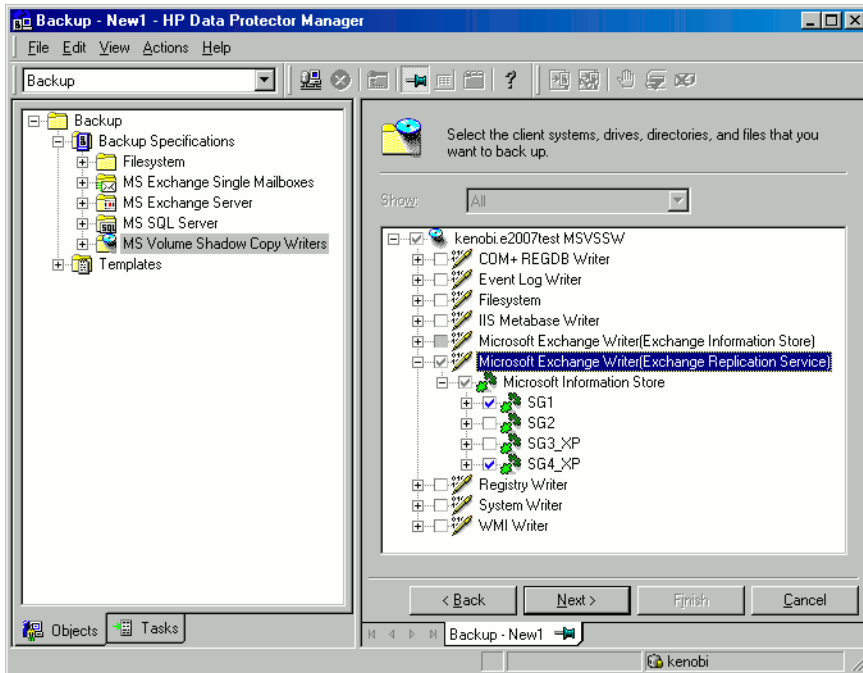 Backup - New1 - HP Data Protector Manager
File Edit View Actions Help
Backup
Backup
Backup Specifications
Filesystem
MS Exchange Single Mailboxes
MS Exchange Server
MS SQL Server
MS Volume Shadow Copy Writers
Templates
Objects
Tasks
Select the client systems, drives, directories, and files that you
want to back up.
Show:
All
kenobi.e2007test MSVSSW
COM+ REGDB Writer
Event Log Writer
Filesystem
IIS Metabase Writer
Microsoft Exchange Writer(Exchange Information Store)
Microsoft Exchange Writer(Exchange Replication Service)
Microsoft Information Store
SG1
SG2
SG3_XP
SG4_XP
Registry Writer
System Writer
WMI Writer
< Back
Next >
Finish
Cancel
Backup - New1
kenobi